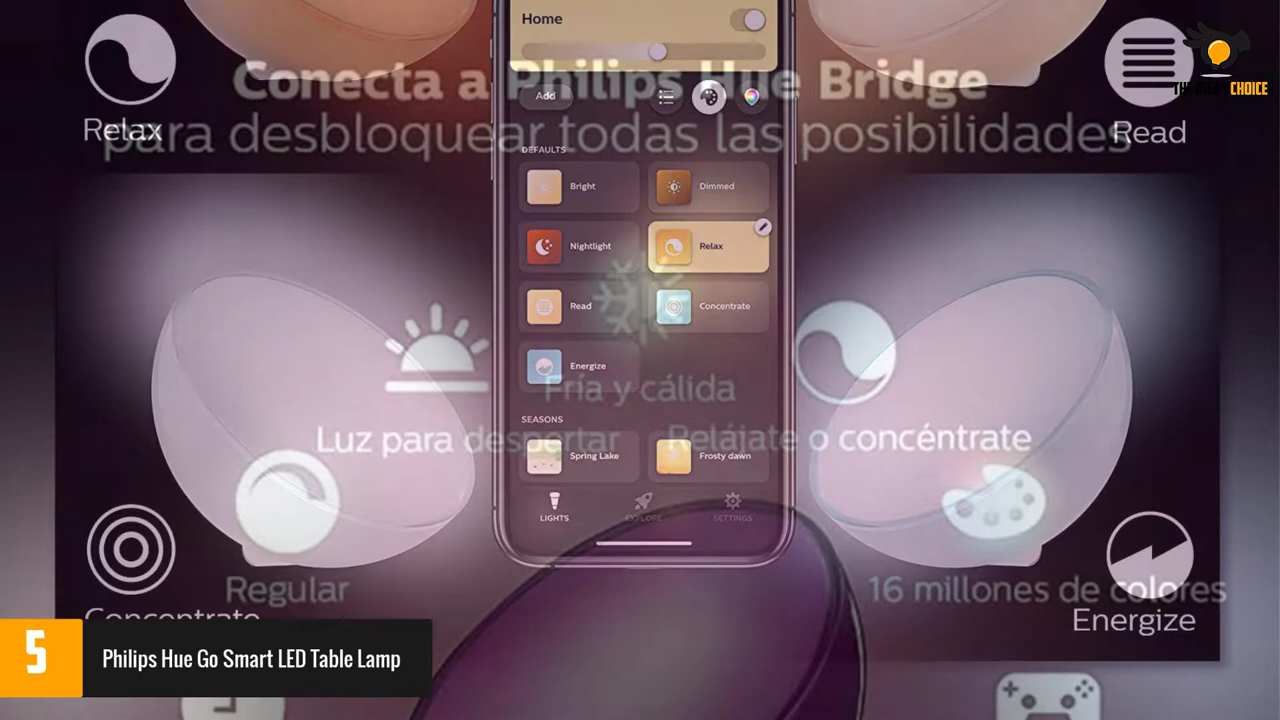 Home
THE RIGHT CHOICE
Conecta a Philips Hue Bridge
Add
para desbloquear todas las posibilidades
Relax
Read
DEFAULTS
Bright
Dimmed
Nightlight
Relax
Read
Concentrate
Energize
Fría y cálida
SEASONS
Luz para despertar
Relájate o concéntrate
Spring Lake
Frosty dawn
LIGHTS
EXPLORE
SETTINGS
Regular
16 millones de colores
Concentrate
Energize
5
Philips Hue Go Smart LED Table Lamp